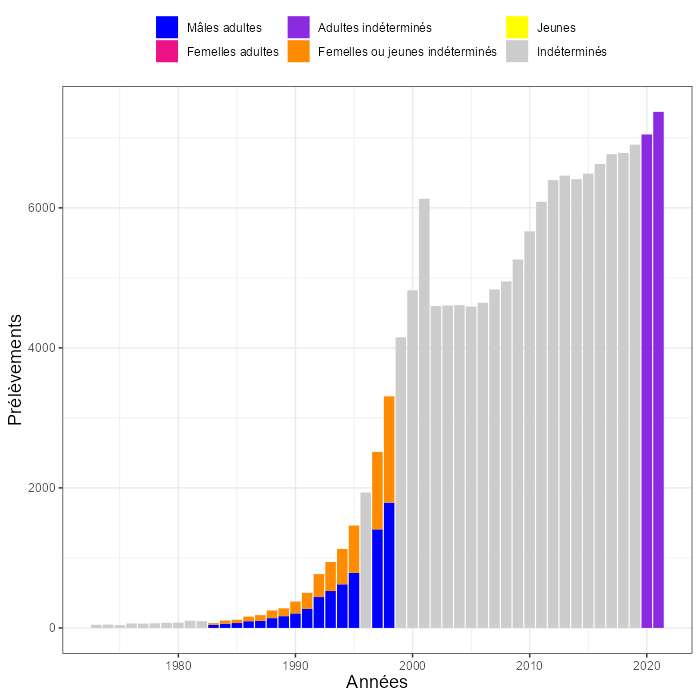 Mâles adultes
Adultes indéterminés
Jeunes
Femelles adultes
Femelles ou jeunes indéterminés
Indéterminés
6000
4000
2000
0
Prélèvements
1980
1990
2000
2010
2020
Années